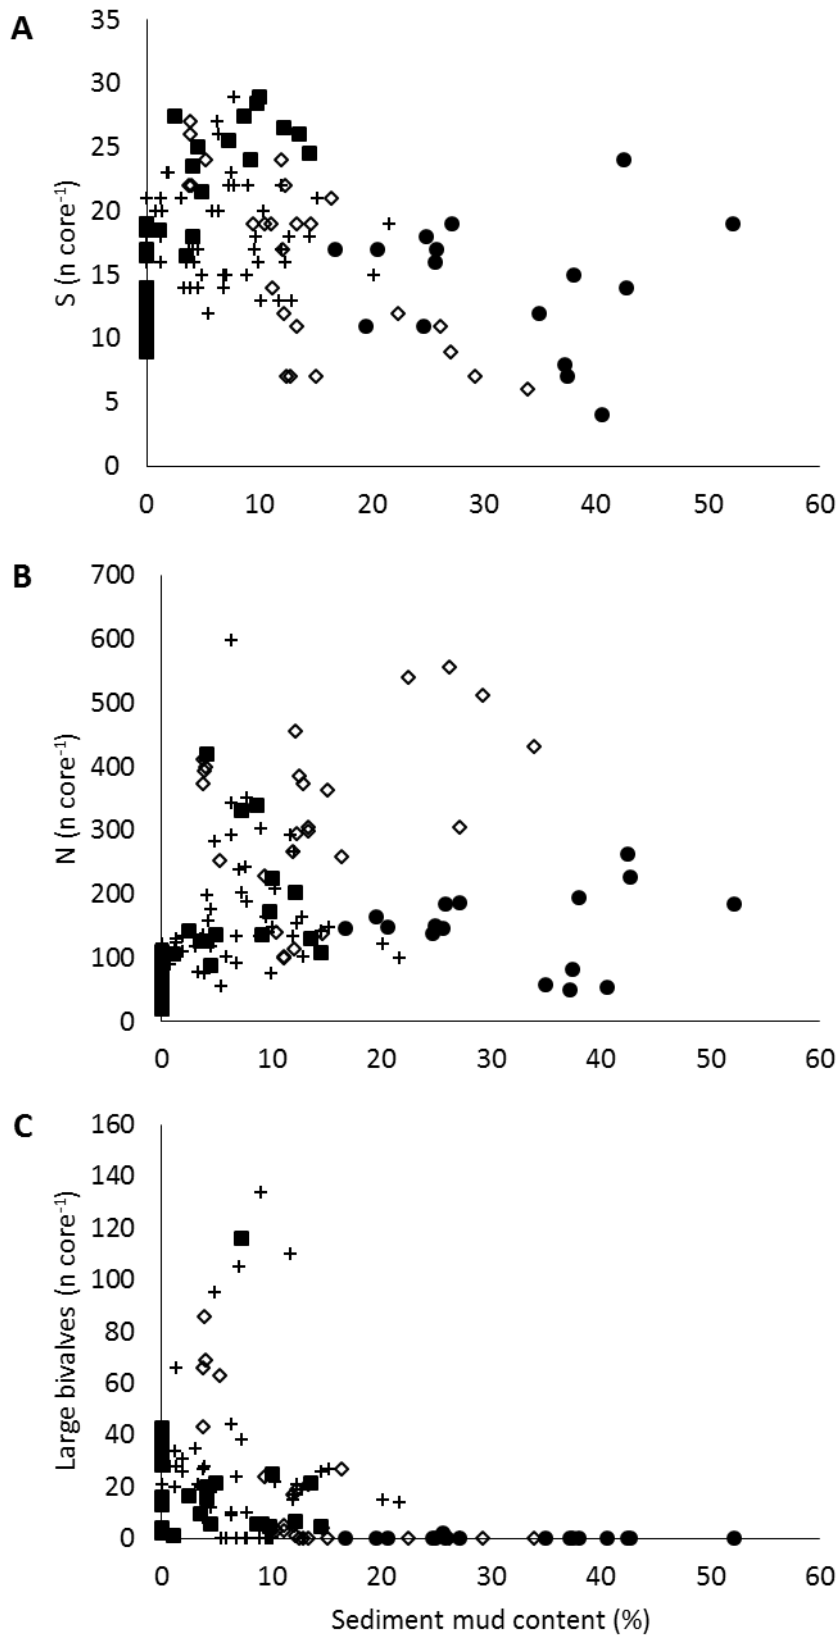 A
35
30
25
20
15
10
5
0
S (n core⁻¹)
0 10 20 30 40 50 60
B
700
600
500
400
300
200
100
0
N (n core⁻¹)
0 10 20 30 40 50 60
C
160
140
120
100
80
60
40
20
0
Large bivalves (n core⁻¹)
0 10 20 30 40 50 60
Sediment mud content (%)